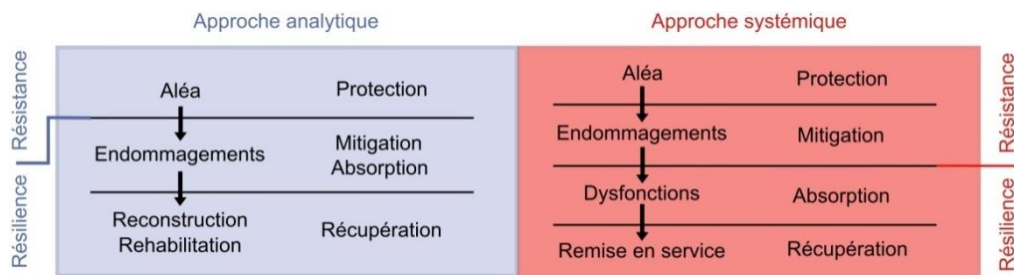 Approche analytique
Approche systémique
Résistance
Résilience
Aléa
Protection
Endommagements
Mitigation
Absorption
Reconstruction
Rehabilitation
Récupération
Aléa
Protection
Endommagements
Mitigation
Dysfonctions
Absorption
Remise en service
Récupération
Résistance
Résilience